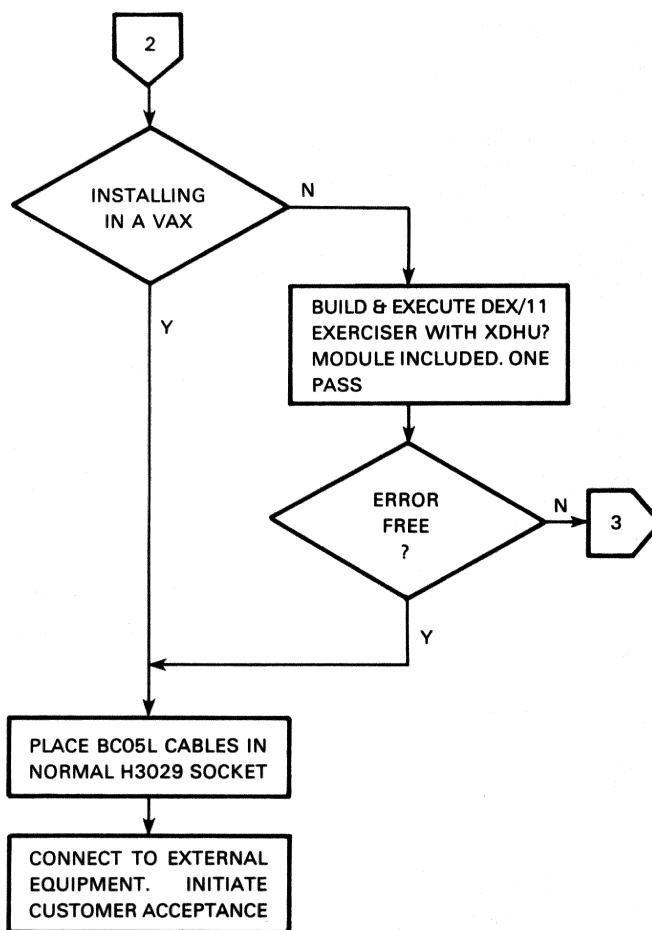 2
INSTALLING
IN A VAX
N
Y
BUILD & EXECUTE DEX/11
EXERCISER WITH XDHU?
MODULE INCLUDED. ONE
PASS
ERROR
FREE
?
N
3
Y
PLACE BC05L CABLES IN
NORMAL H3029 SOCKET
CONNECT TO EXTERNAL
EQUIPMENT. INITIATE
CUSTOMER ACCEPTANCE